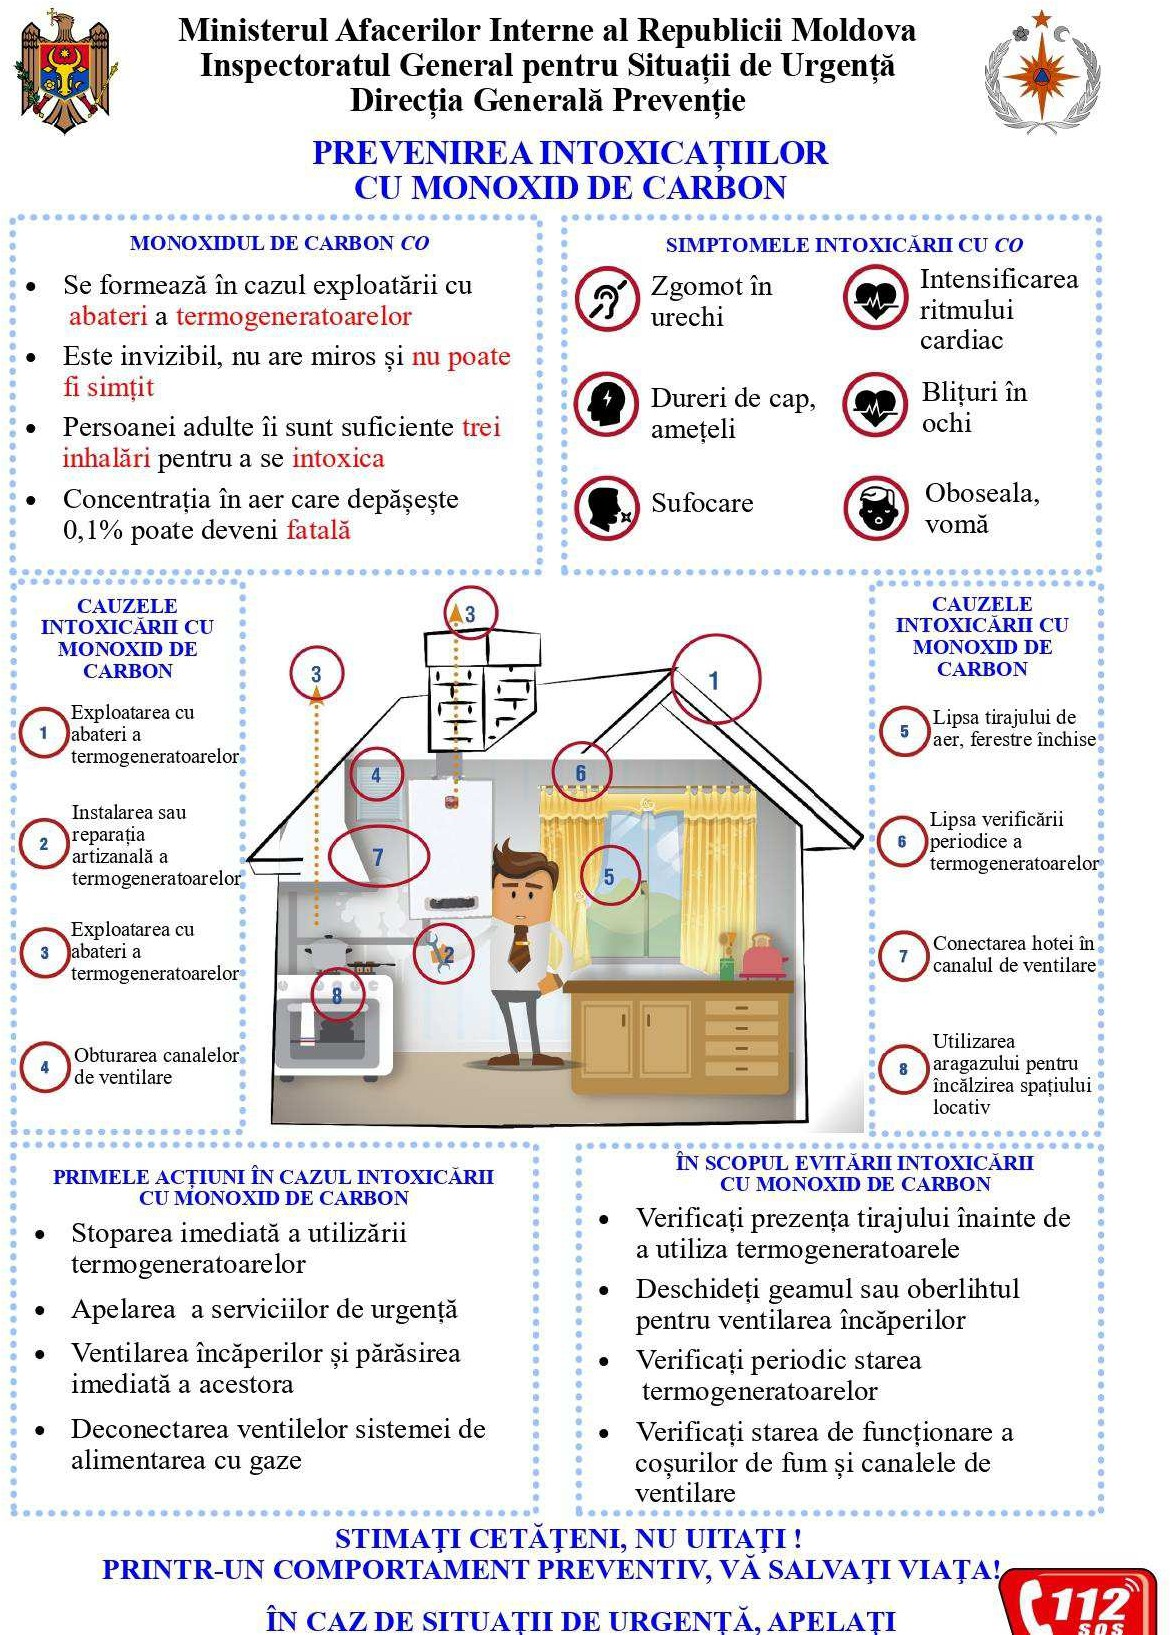 Ministerul Afacerilor Interne al Republicii Moldova
Inspectoratul General pentru Situații de Urgență
Direcția Generală Prevenție
PREVENIREA INTOXICAȚIILOR
CU MONOXID DE CARBON
MONOXIDUL DE CARBON CO
• Se formează în cazul exploatării cu
abateri a termogeneratoarelor
• Este invizibil, nu are miros și nu poate
fi simțit
• Persoanei adulte îi sunt suficiente trei
inhalări pentru a se intoxica
• Concentrația în aer care depășește
0,1% poate deveni fatală
SIMPTOMELE INTOXICĂRII CU CO
Zgomot în
urechi
Intensificarea
ritmului
cardiac
Dureri de cap,
amețeli
Blițuri în
ochi
Sufocare
Oboseala,
vomă
CAUZELE
INTOXICĂRII CU
MONOXID DE
CARBON
1 Exploatarea cu
abateri a
termogeneratoarelor
2 Instalarea sau
reparația
artizanală a
termogeneratoarelor
3 Exploatarea cu
abateri a
termogeneratoarelor
4 Obturarea canalelor
de ventilare
3
3
1
4
6
7
5
2
8
CAUZELE
INTOXICĂRII CU
MONOXID DE
CARBON
5 Lipsa tirajului de
aer, ferestre închise
6 Lipsa verificării
periodice a
termogeneratoarelor
7 Conectarea hotei în
canalul de ventilare
8 Utilizarea
aragazului pentru
încălzirea spațiului
locativ
PRIMELE ACȚIUNI ÎN CAZUL INTOXICĂRII
CU MONOXID DE CARBON
• Stoparea imediată a utilizării
termogeneratoarelor
• Apelarea a serviciilor de urgență
• Ventilarea încăperilor și părăsirea
imediată a acestora
• Deconectarea ventilelor sistemei de
alimentarea cu gaze
ÎN SCOPUL EVITĂRII INTOXICĂRII
CU MONOXID DE CARBON
• Verificați prezența tirajului înainte de
a utiliza termogeneratoarele
• Deschideți geamul sau oberlihtul
pentru ventilarea încăperilor
• Verificați periodic starea
termogeneratoarelor
• Verificați starea de funcționare a
coșurilor de fum și canalele de
ventilare
STIMAŢI CETĂŢENI, NU UITAŢI !
PRINTR-UN COMPORTAMENT PREVENTIV, VĂ SALVAŢI VIAŢA!
ÎN CAZ DE SITUAŢII DE URGENŢĂ, APELAŢI
112
SOS